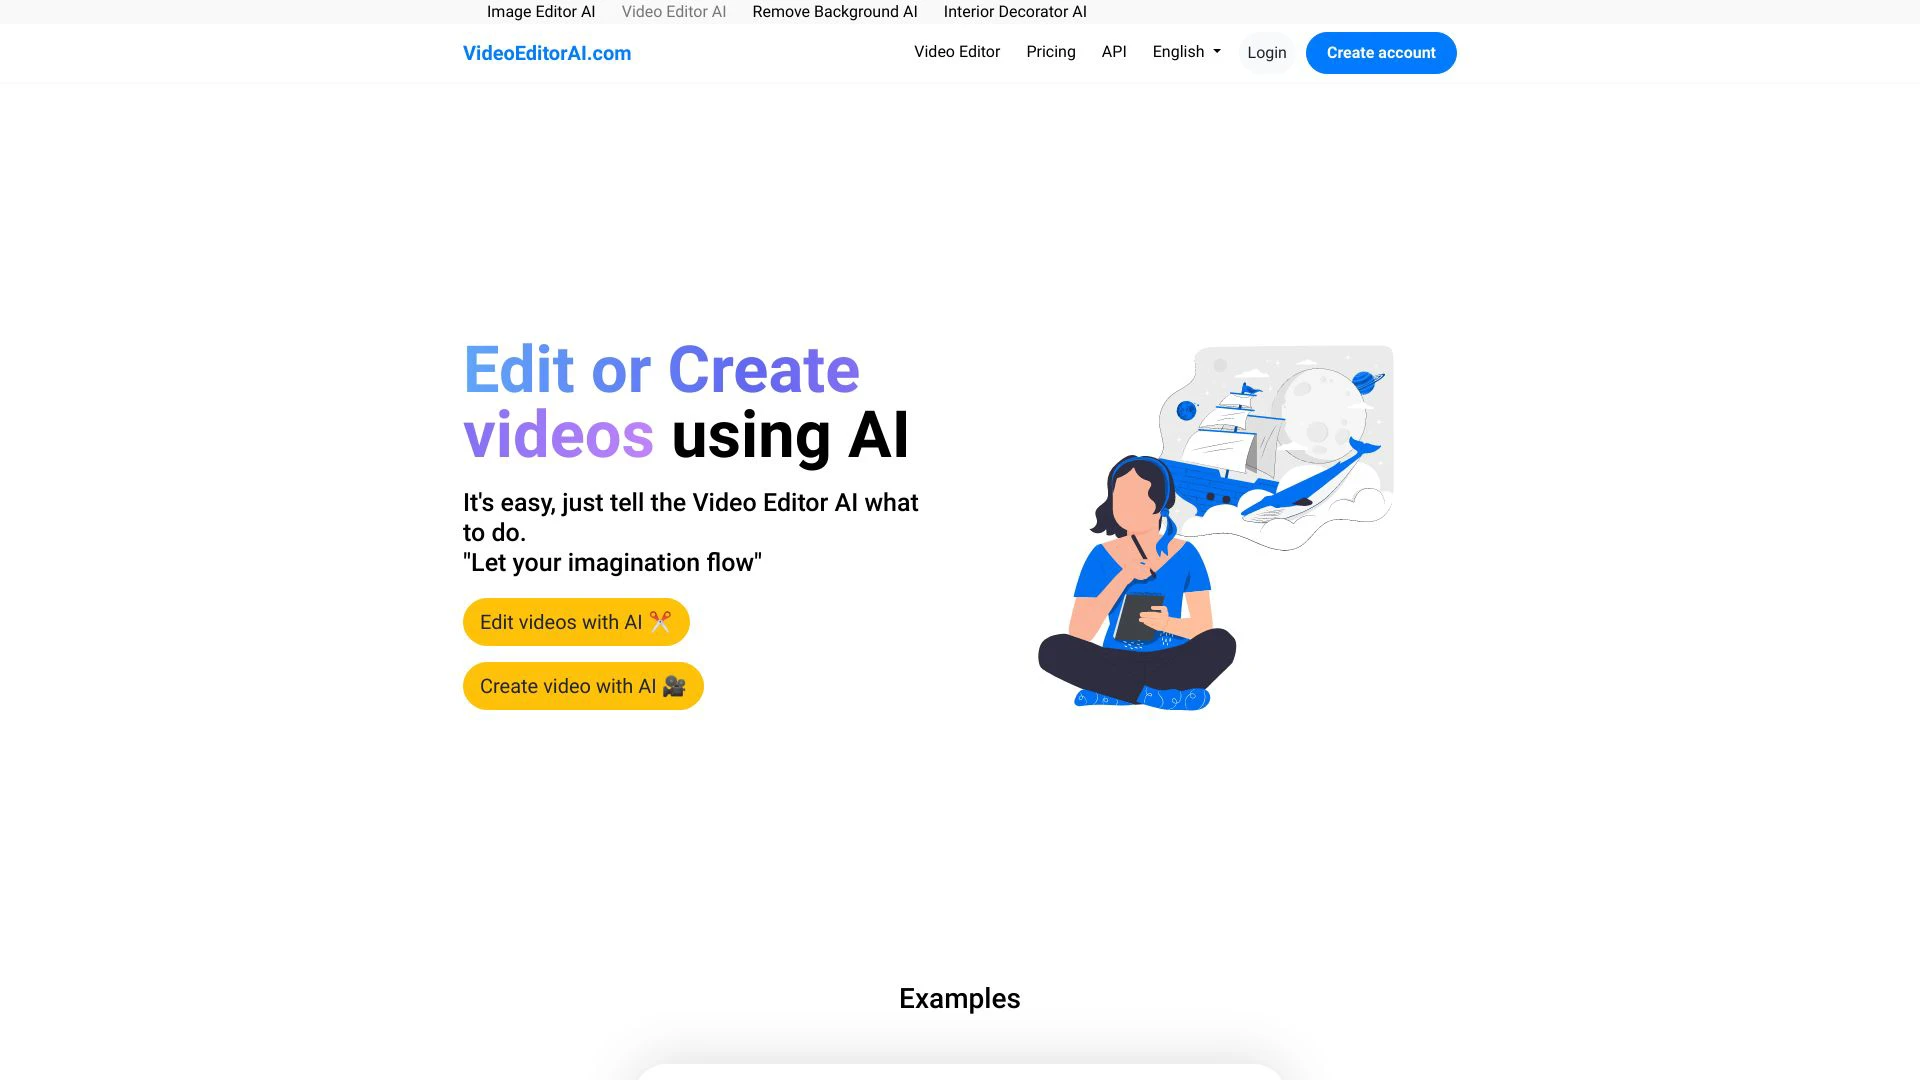 Image Editor AI Video Editor AI Remove Background AI Interior Decorator AI
VideoEditorAI.com Video Editor Pricing API English Login Create account
Edit or Create
videos using AI
It's easy, just tell the Video Editor AI what
to do.
"Let your imagination flow"
Edit videos with AI ✂️
Create video with AI 🎥
Examples